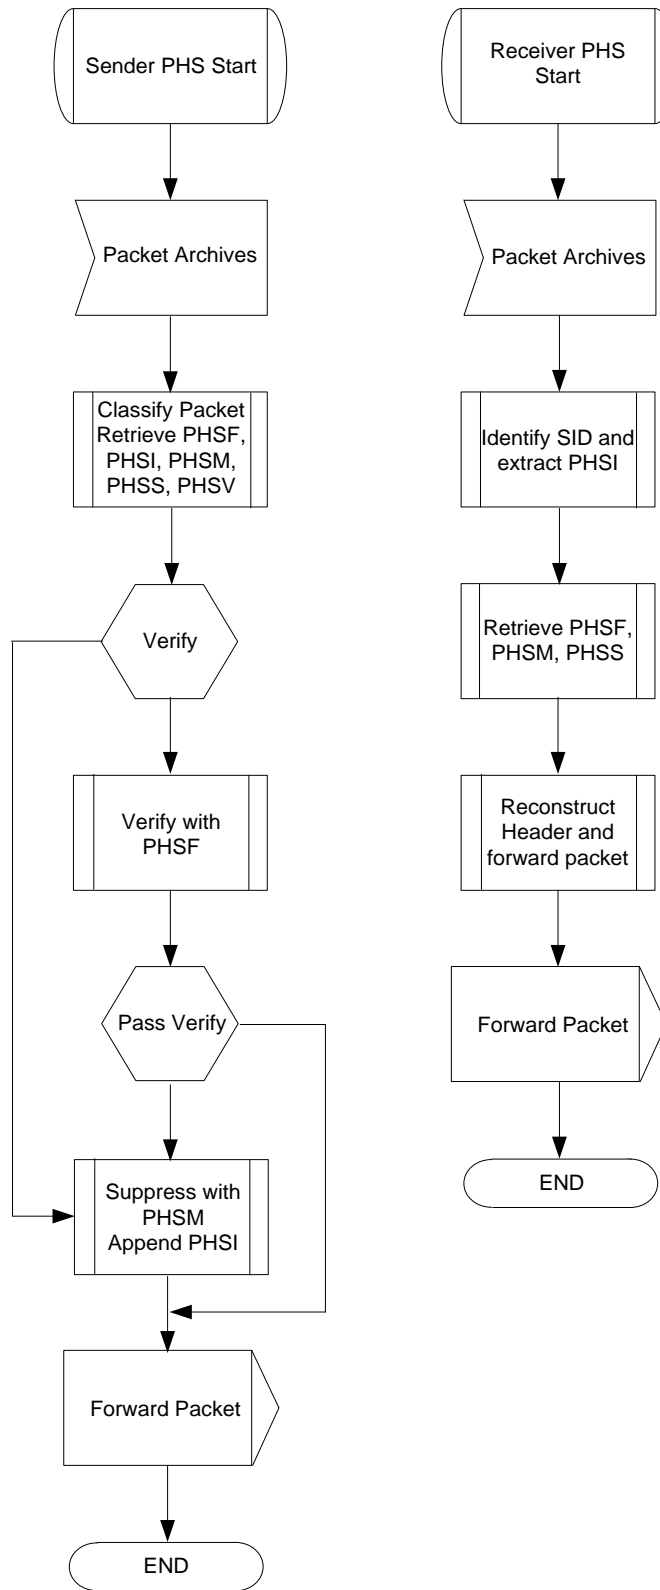 Sender PHS Start
Packet Archives
Classify Packet
Retrieve PHSF,
PHSI, PHSM,
PHSS, PHSV
Verify
Verify with
PHSF
Pass Verify
Suppress with
PHSM
Append PHSI
Forward Packet
END
Receiver PHS
Start
Packet Archives
Identify SID and
extract PHSI
Retrieve PHSF,
PHSM, PHSS
Reconstruct
Header and
forward packet
Forward Packet
END